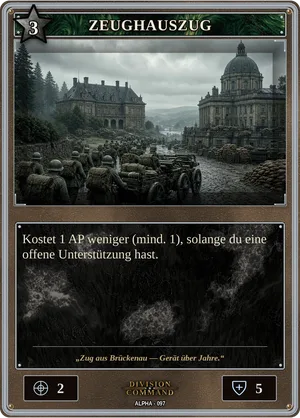 3
ZEUGHAUSZUG
Kostet 1 AP weniger (mind. 1), solange du eine
offene Unterstützung hast.
„Zug aus Brückenau — Gerät über Jahre.“
2
DIVISION
COMMAND
ALPHA · 097
5